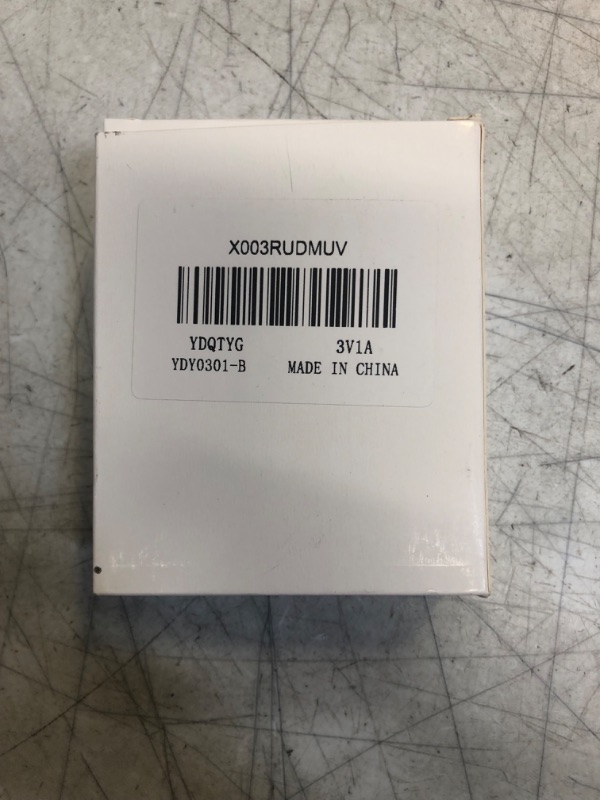 X003RUDMUV
YDQTYG 3V1A
YDY0301-B MADE IN CHINA